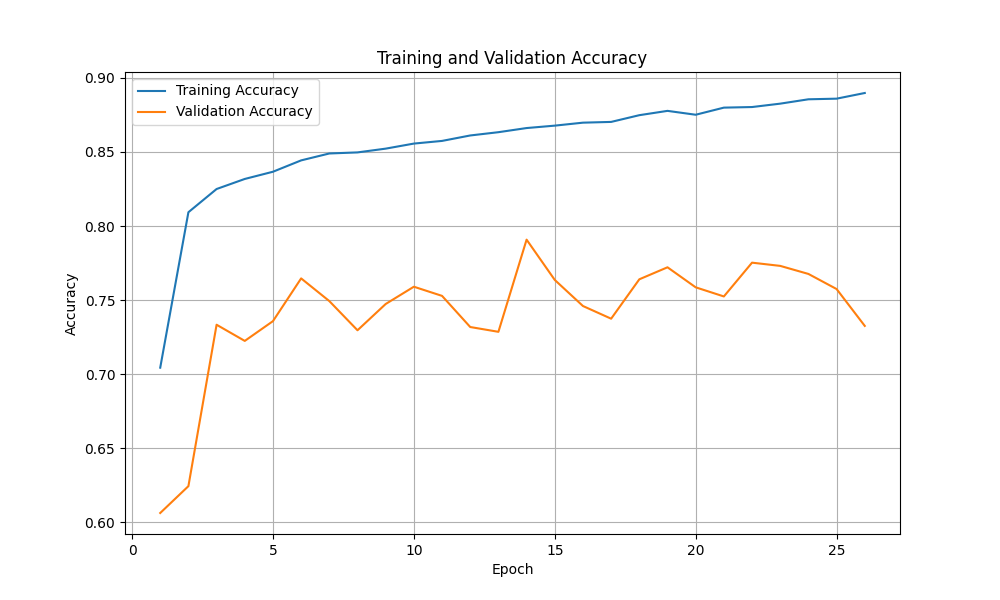 Training and Validation Accuracy
Training Accuracy
Validation Accuracy
0.90
0.85
0.80
0.75
0.70
0.65
0.60
Accuracy
0 5 10 15 20 25
Epoch